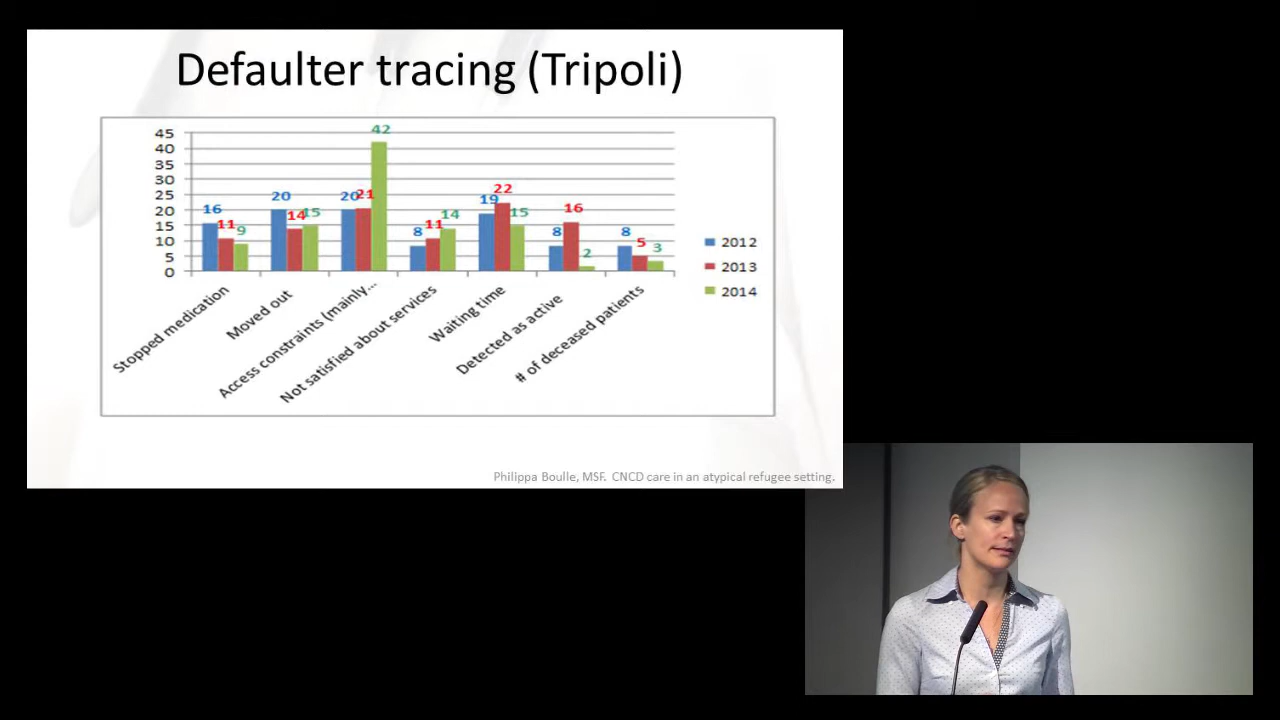 Defaulter tracing (Tripoli)
45
40
35
30
25
20
15
10
5
0
16 11 9
20 14 15
20 21 42
8 11 14
19 22 15
8 16 2
8 5 3
Stopped medication
Moved out
Access constraints (mainly...
Not satisfied about services
Waiting time
Detected as active
# of deceased patients
2012
2013
2014
Philippa Boulle, MSF. CNCD care in an atypical refugee setting.